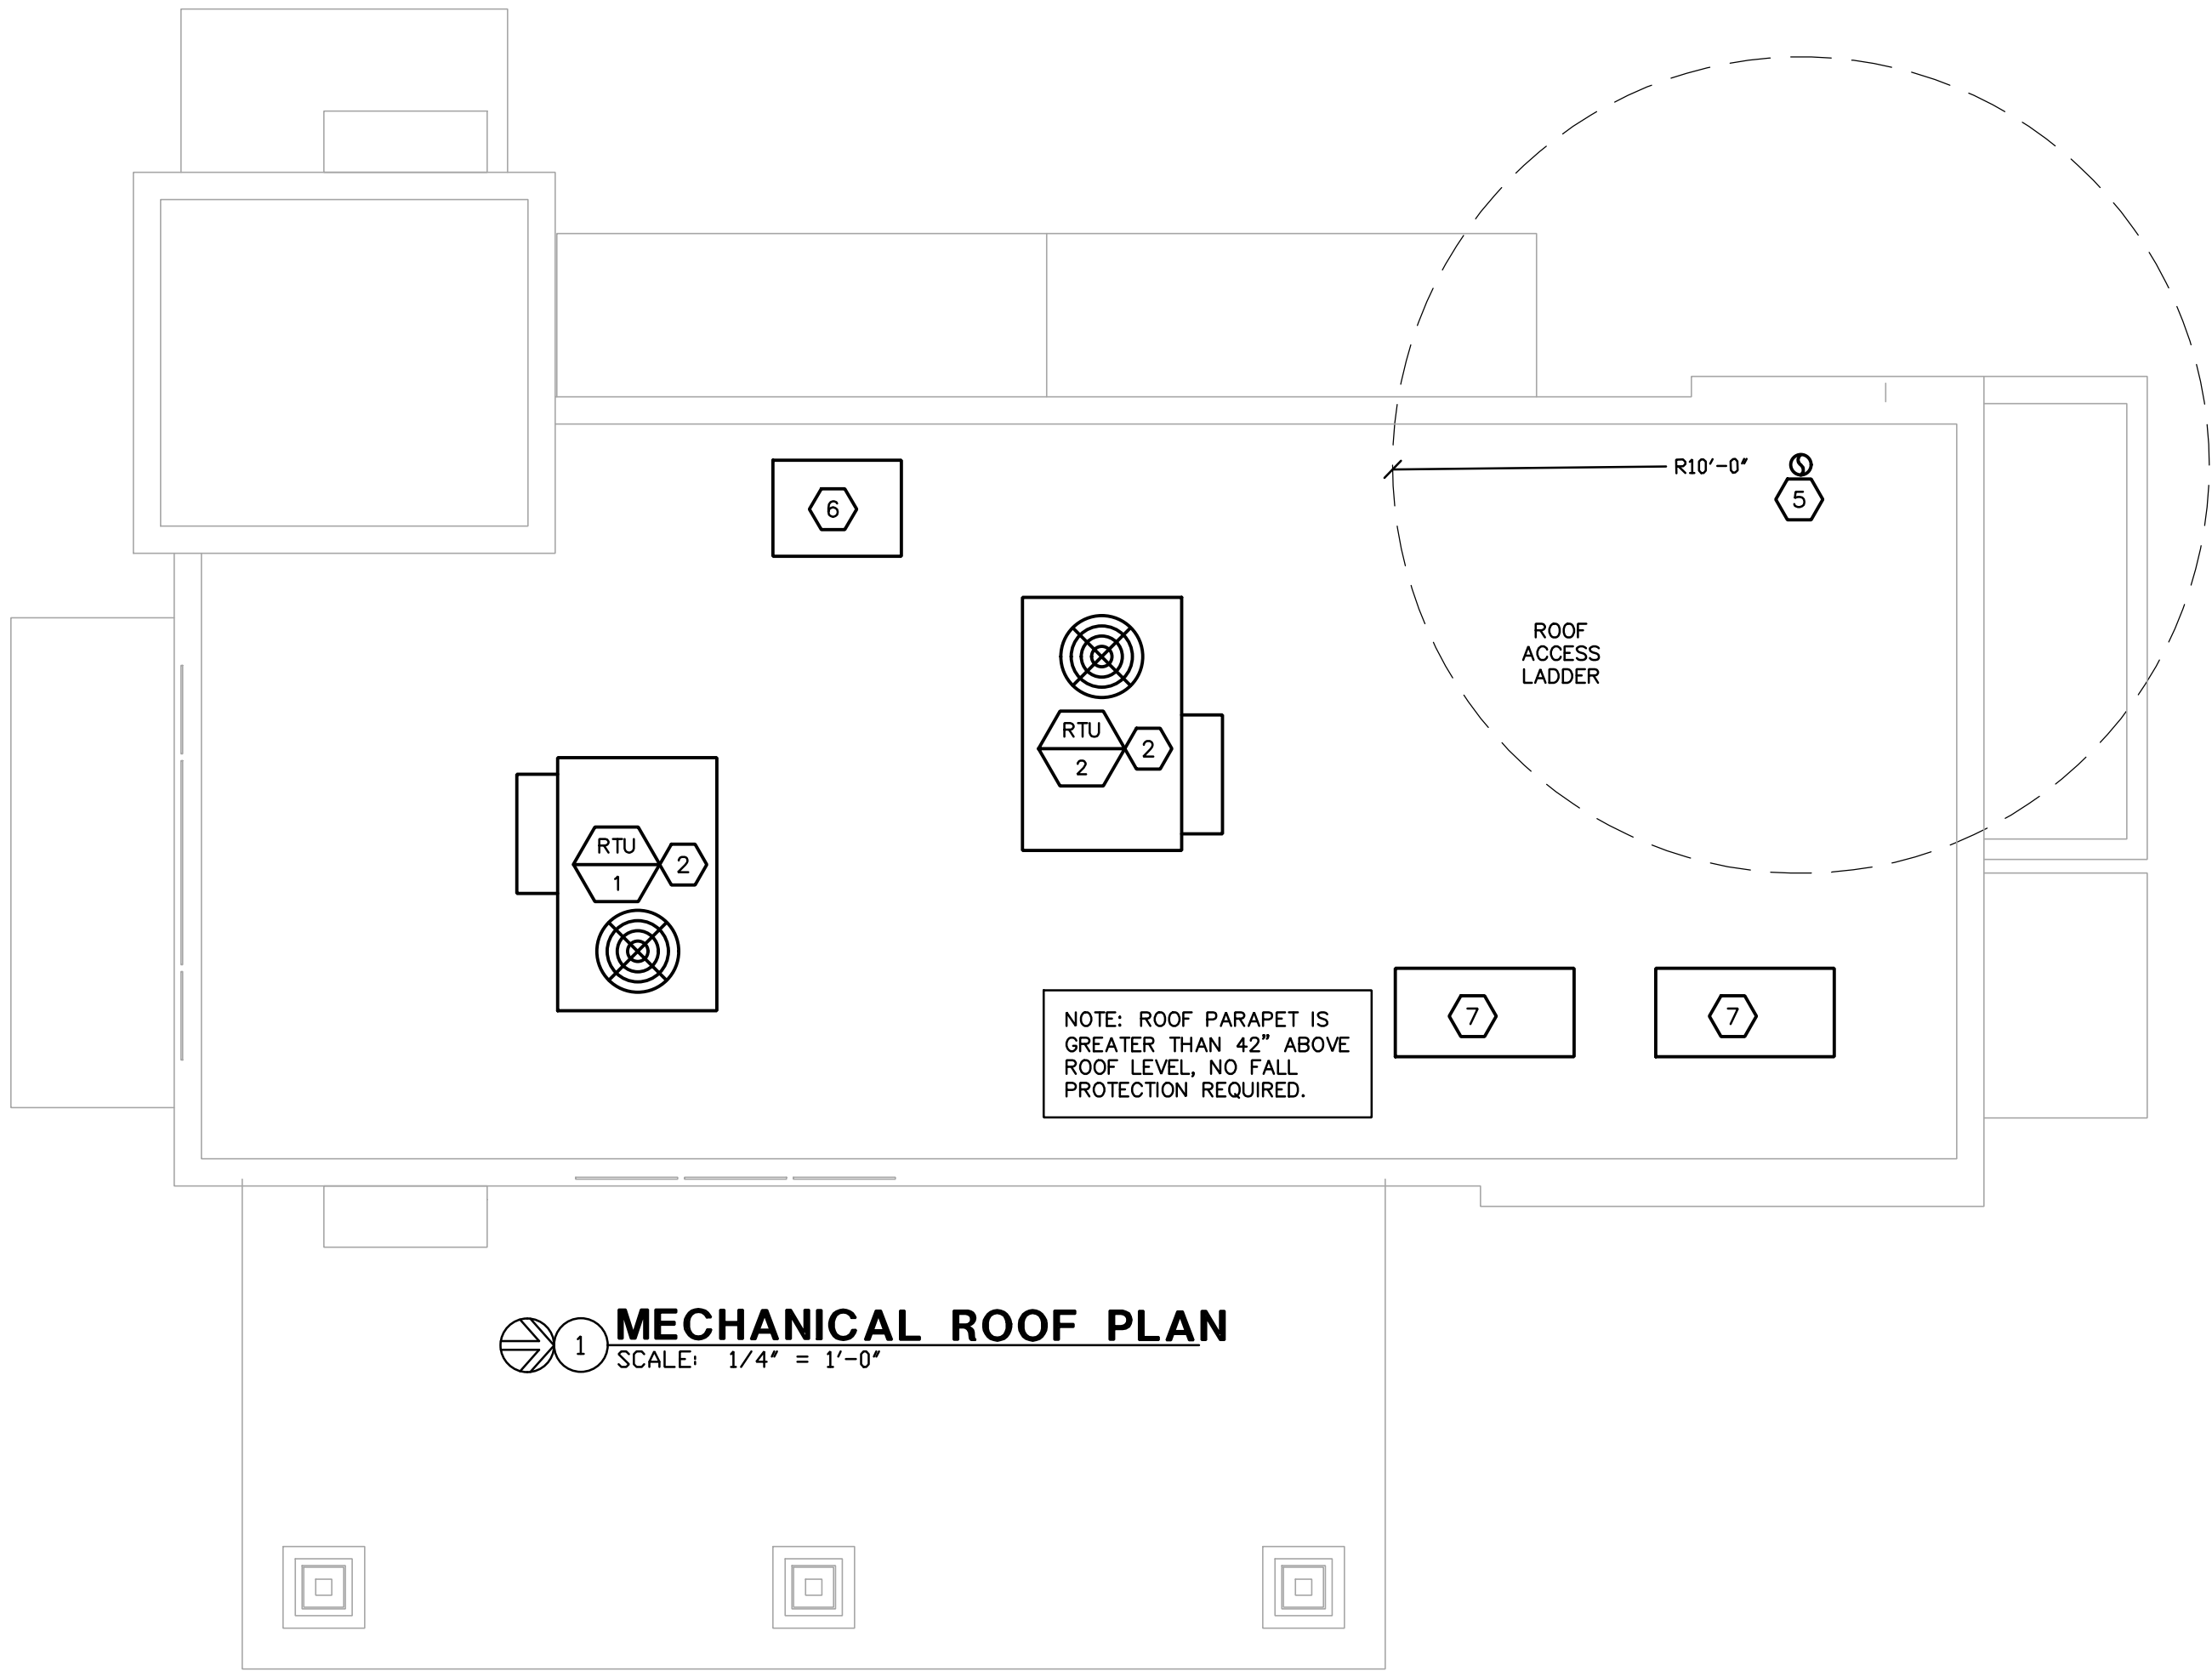 R10'-0"
5
6
ROOF
ACCESS
LADDER
RTU
2
2
RTU
1
2
7
7
NOTE: ROOF PARAPET IS
GREATER THAN 42" ABOVE
ROOF LEVEL, NO FALL
PROTECTION REQUIRED.
1
MECHANICAL ROOF PLAN
SCALE: 1/4" = 1'-0"